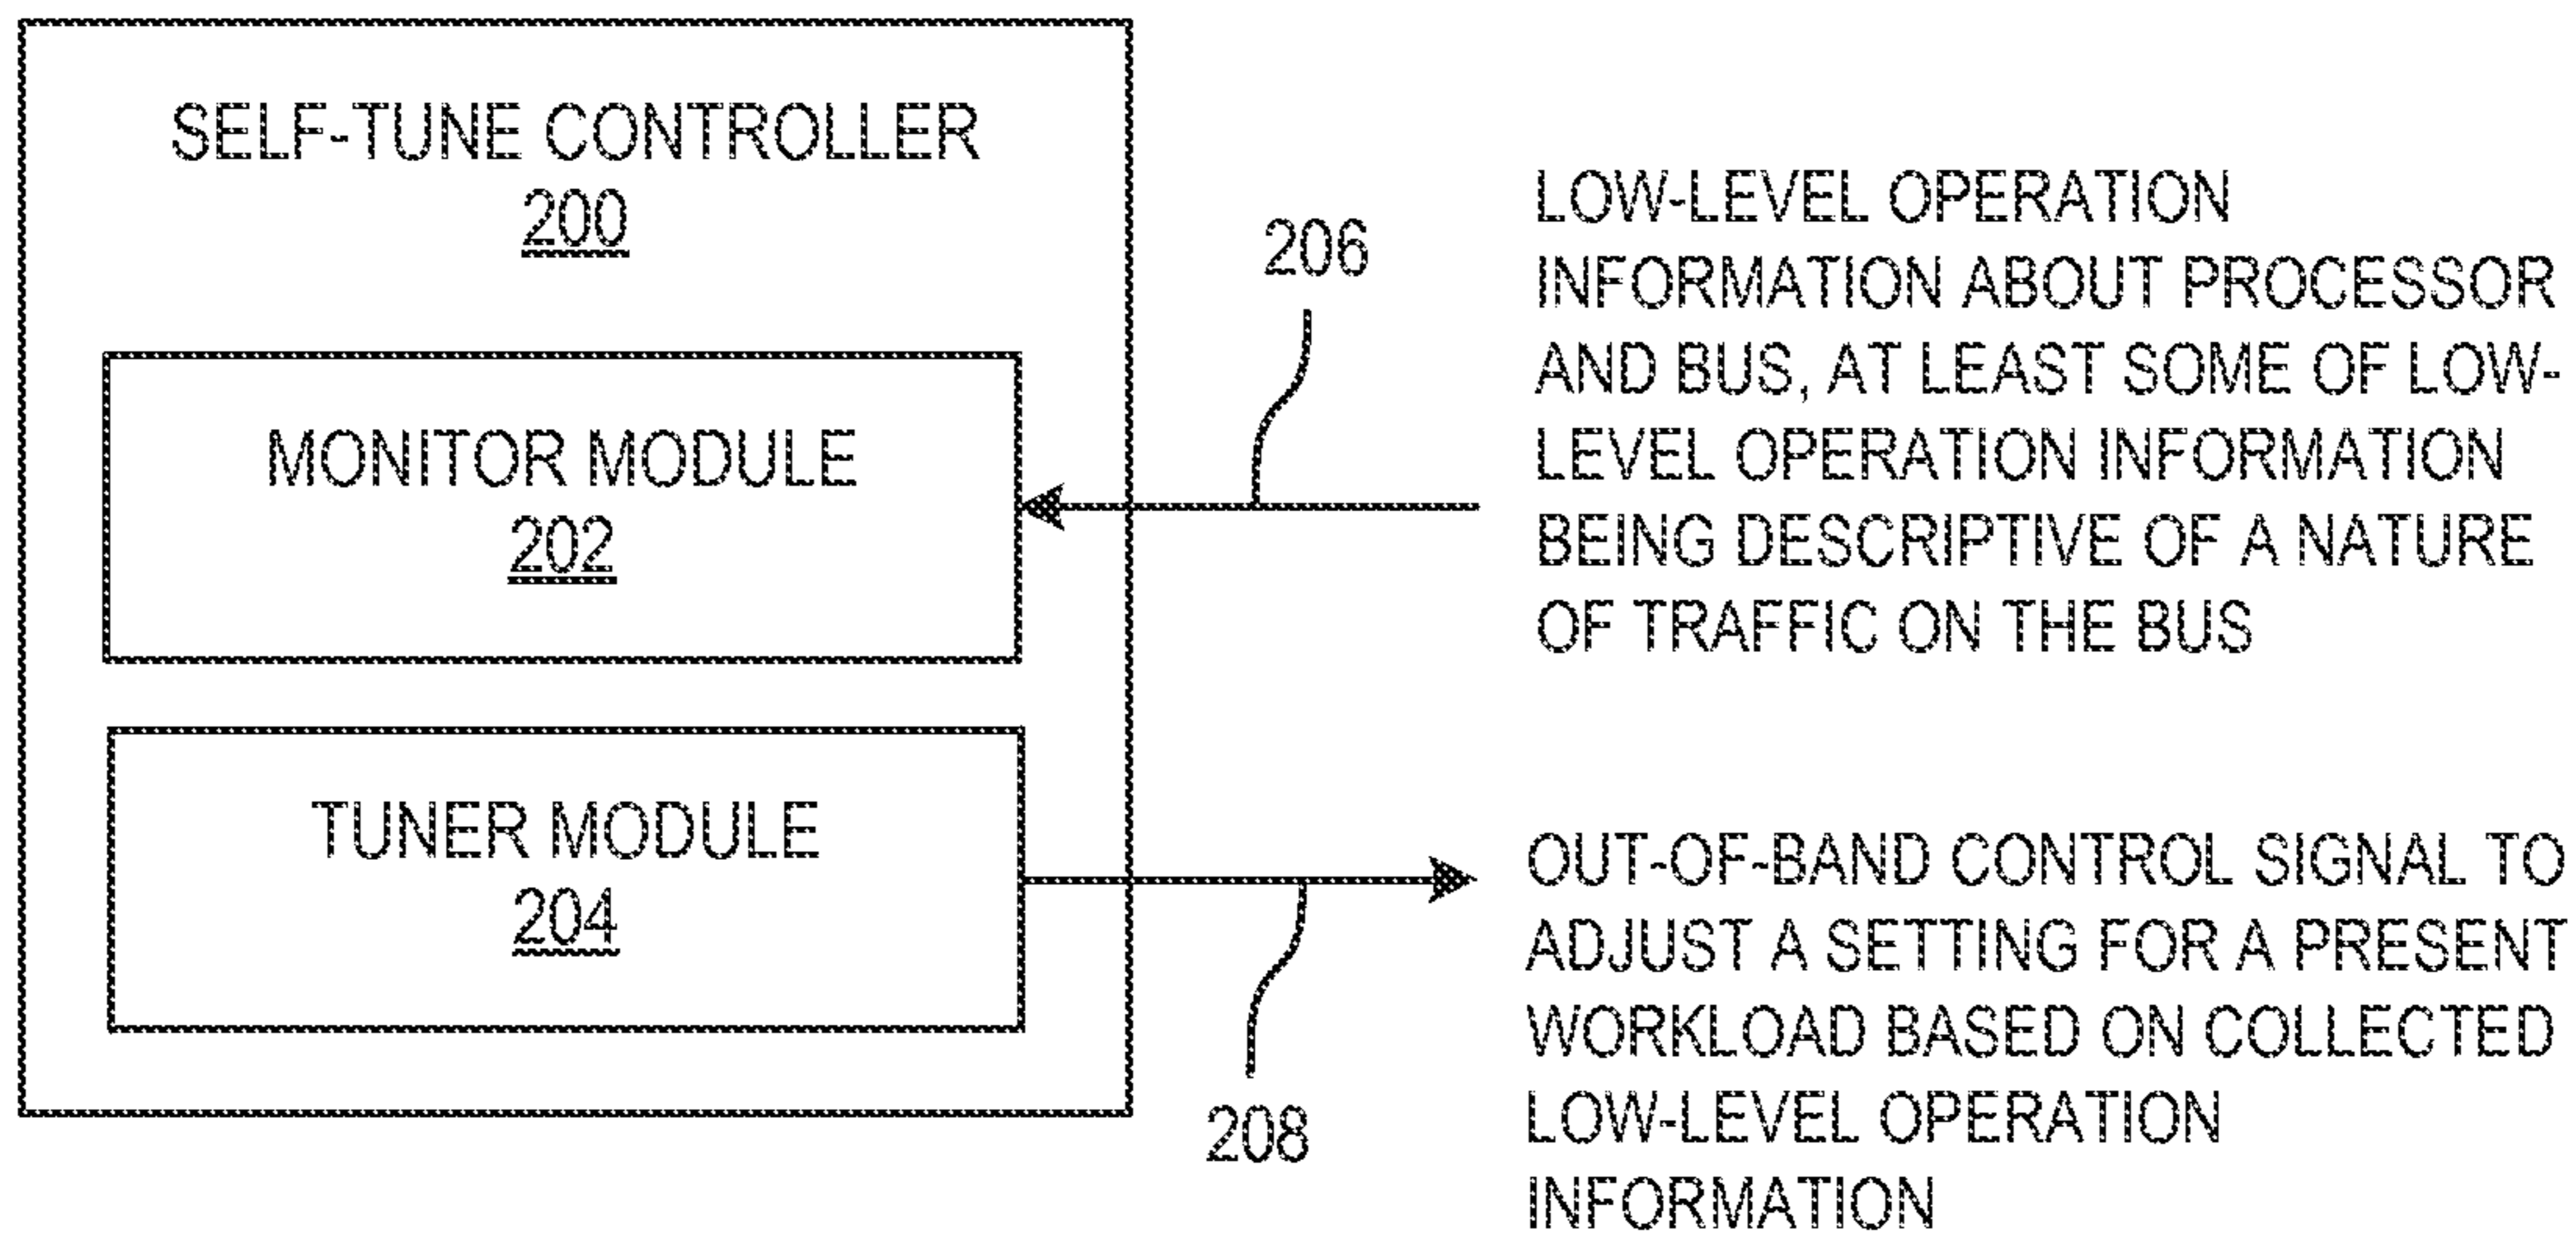 SELF-TUNE CONTROLLER
200
MONITOR MODULE
202
TUNER MODULE
204
206
LOW-LEVEL OPERATION
INFORMATION ABOUT PROCESSOR
AND BUS, AT LEAST SOME OF LOW-
LEVEL OPERATION INFORMATION
BEING DESCRIPTIVE OF A NATURE
OF TRAFFIC ON THE BUS
208
OUT-OF-BAND CONTROL SIGNAL TO
ADJUST A SETTING FOR A PRESENT
WORKLOAD BASED ON COLLECTED
LOW-LEVEL OPERATION
INFORMATION